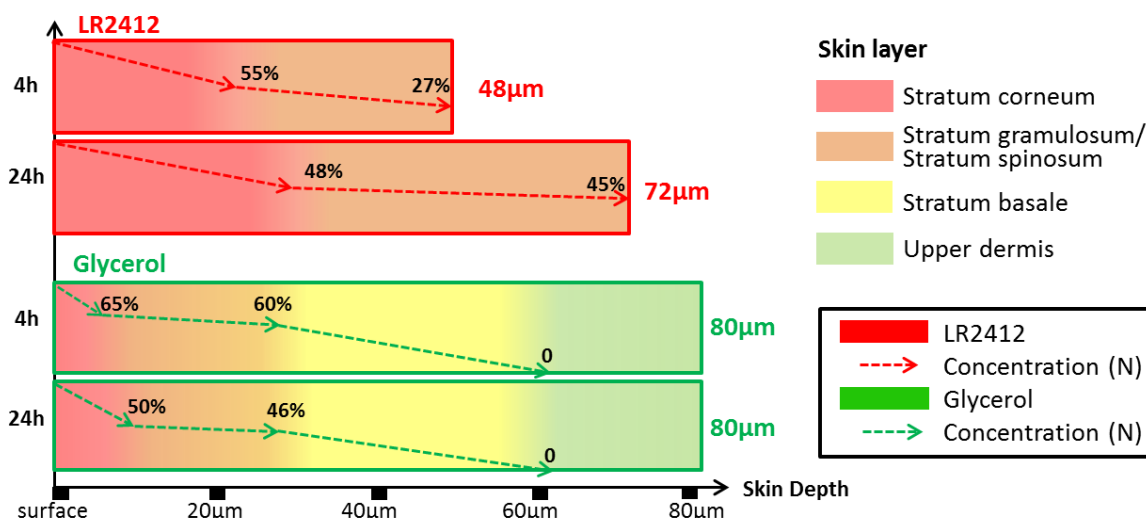 LR2412
4h
55%
27%
48µm
24h
48%
45%
72µm
Glycerol
4h
65%
60%
0
80µm
24h
50%
46%
0
80µm
Skin Depth
surface
20µm
40µm
60µm
80µm
Skin layer
Stratum corneum
Stratum gramulosum/
Stratum spinosum
Stratum basale
Upper dermis
LR2412
Concentration (N)
Glycerol
Concentration (N)